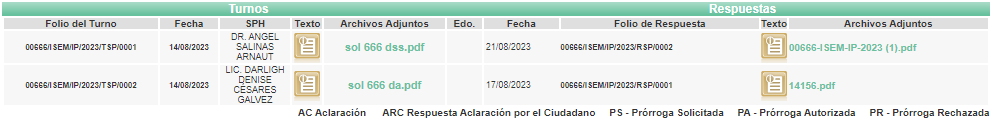 Turnos Respuestas
Folio del Turno Fecha SPH Texto Archivos Adjuntos Edo. Fecha Folio de Respuesta Texto Archivos Adjuntos
00666/ISEM/IP/2023/TSP/0001 14/08/2023 DR. ANGEL SALINAS ARNAUT sol 666 dss.pdf 21/08/2023 00666/ISEM/IP/2023/RSP/0002 00666-ISEM-IP-2023 (1).pdf
00666/ISEM/IP/2023/TSP/0002 14/08/2023 LIC. DARLIGH DENISE CESARES GALVEZ sol 666 da.pdf 17/08/2023 00666/ISEM/IP/2023/RSP/0001 14156.pdf
AC Aclaración ARC Respuesta Aclaración por el Ciudadano PS - Prórroga Solicitada PA - Prórroga Autorizada PR - Prórroga Rechazada